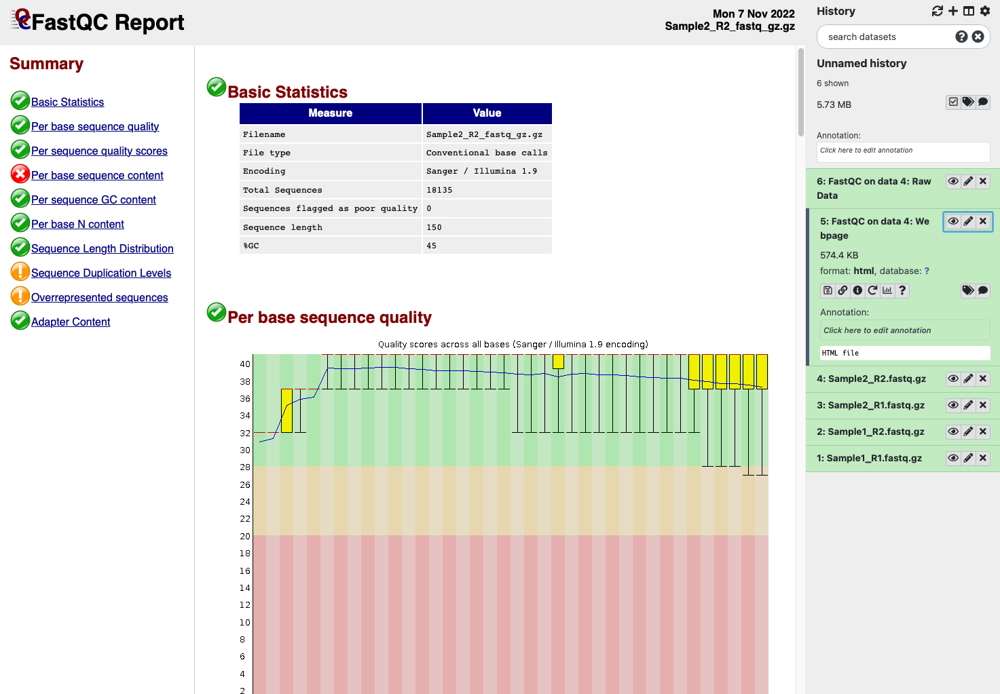 FastQC Report
Mon 7 Nov 2022
Sample2_R2_fastq_gz.gz
Summary
Basic Statistics
Per base sequence quality
Per sequence quality scores
Per base sequence content
Per sequence GC content
Per base N content
Sequence Length Distribution
Sequence Duplication Levels
Overrepresented sequences
Adapter Content
Basic Statistics
Measure Value
Filename Sample2_R2_fastq_gz.gz
File type Conventional base calls
Encoding Sanger / Illumina 1.9
Total Sequences 18135
Sequences flagged as poor quality 0
Sequence length 150
%GC 45
Per base sequence quality
Quality scores across all bases (Sanger / Illumina 1.9 encoding)
40
38
36
34
32
30
28
26
24
22
20
18
16
14
12
10
8
6
4
2
History
search datasets
Unnamed history
6 shown
5.73 MB
Annotation:
Click here to edit annotation
6: FastQC on data 4: Raw
Data
5: FastQC on data 4: We
bpage
574.4 KB
format: html, database: ?
Annotation:
Click here to edit annotation
HTML file
4: Sample2_R2.fastq.gz
3: Sample2_R1.fastq.gz
2: Sample1_R2.fastq.gz
1: Sample1_R1.fastq.gz